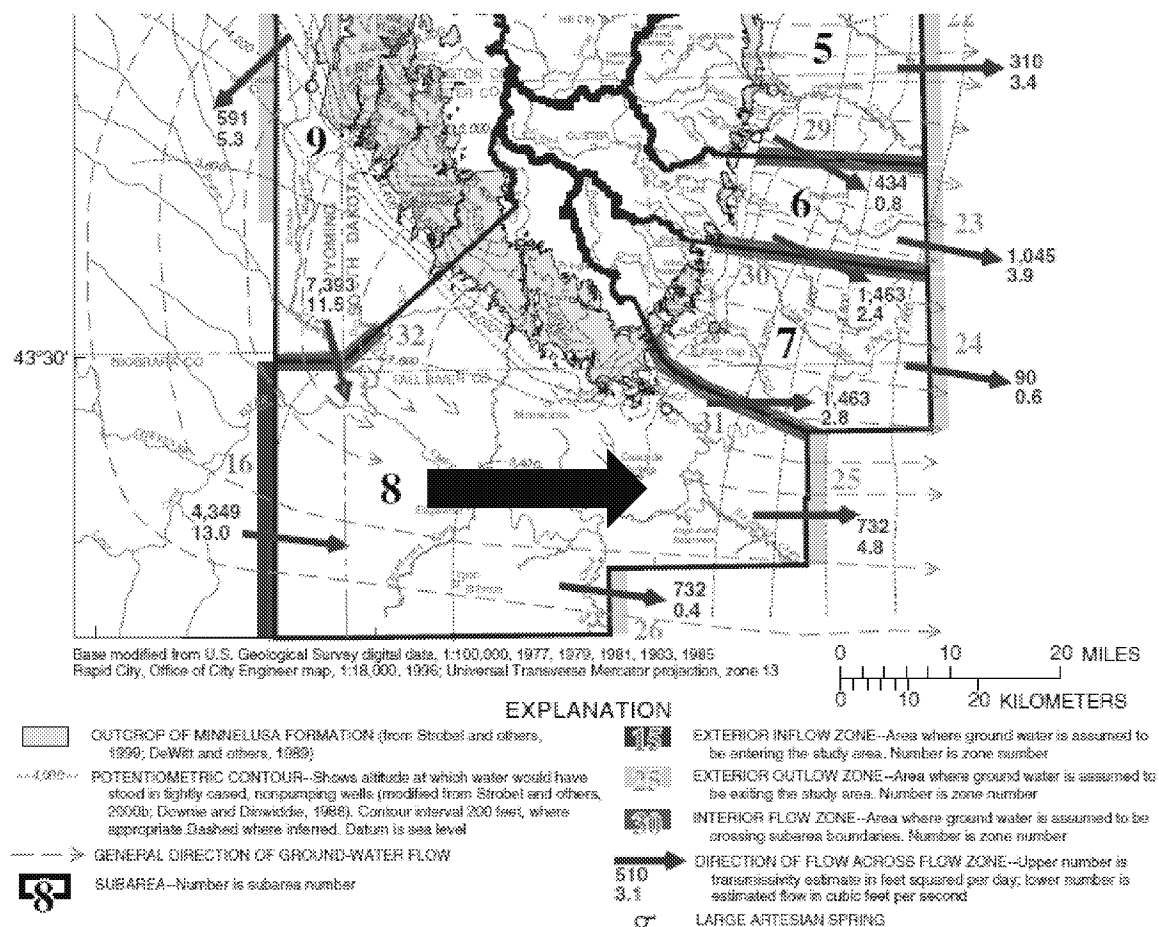 22
5
310
3.4
591
5.3
9
29
434
0.8
6
23
1,045
3.9
30
1,463
2.4
WYOMING
7,393
32
7
24
43°30'
90
0.6
1,463
2.8
31
16
8
25
4,349
13.0
732
4.8
732
0.4
26
Base modified from U.S. Geological Survey digital data, 1:100,000, 1977, 1979, 1981, 1983, 1985
Rapid City, Office of City Engineer map, 1:18,000, 1996; Universal Transverse Mercator projection, zone 13
0 10 20 MILES
0 10 20 KILOMETERS
EXPLANATION
OUTCROP OF MINNELUSA FORMATION (from Strobel and others,
1999; DeWitt and others, 1989)
POTENTIOMETRIC CONTOUR--Shows altitude at which water would have
stood in tightly cased, nonpumping wells (modified from Strobel and others,
2000b; Downey and Dinwiddie, 1988). Contour interval 200 feet, where
appropriate. Dashed where inferred. Datum is sea level
GENERAL DIRECTION OF GROUND-WATER FLOW
8 SUBAREA--Number is subarea number
15 EXTERIOR INFLOW ZONE--Area where ground water is assumed to
be entering the study area. Number is zone number
EXTERIOR OUTLOW ZONE--Area where ground water is assumed to
be exiting the study area. Number is zone number
30 INTERIOR FLOW ZONE--Area where ground water is assumed to be
crossing subarea boundaries. Number is zone number
510
3.1
DIRECTION OF FLOW ACROSS FLOW ZONE--Upper number is
transmissivity estimate in feet squared per day; lower number is
estimated flow in cubic feet per second
LARGE ARTESIAN SPRING